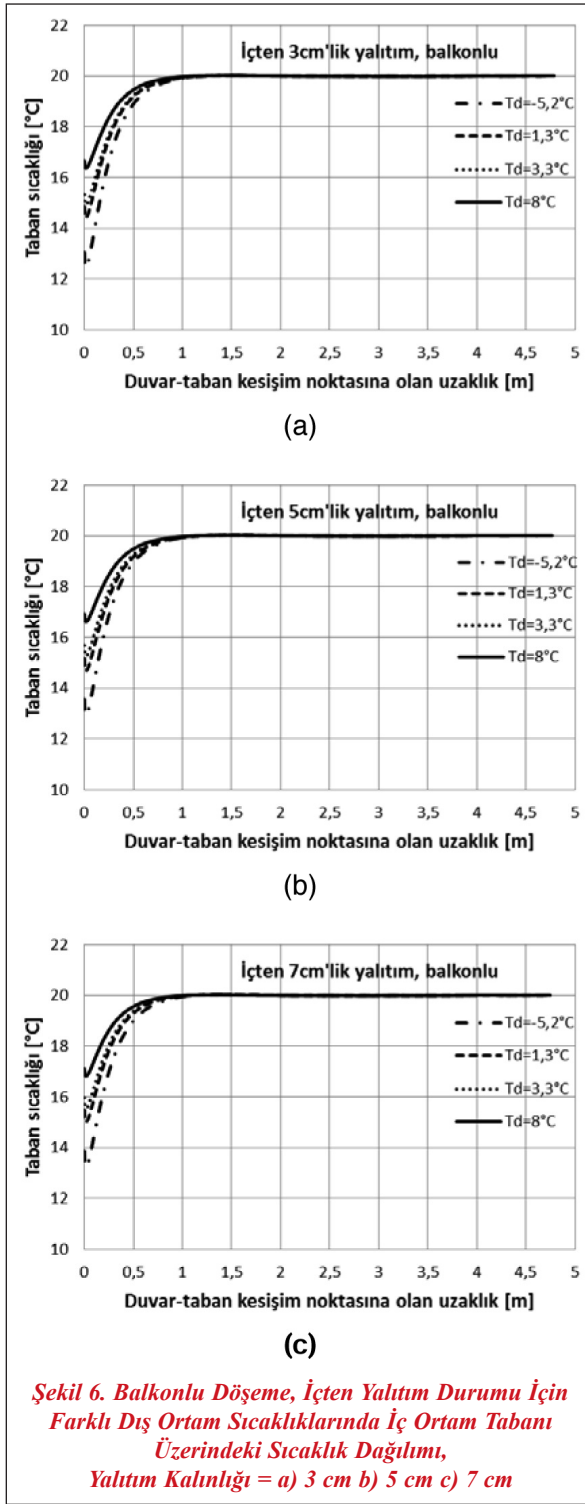 İçten 3cm'lik yalıtım, balkonlu
Taban sıcaklığı [°C]
22
20
18
16
14
12
10
Td=-5,2°C
Td=1,3°C
Td=3,3°C
Td=8°C
0 0,5 1 1,5 2 2,5 3 3,5 4 4,5 5
Duvar-taban kesişim noktasına olan uzaklık [m]
(a)
İçten 5cm'lik yalıtım, balkonlu
Taban sıcaklığı [°C]
22
20
18
16
14
12
10
Td=-5,2°C
Td=1,3°C
Td=3,3°C
Td=8°C
0 0,5 1 1,5 2 2,5 3 3,5 4 4,5 5
Duvar-taban kesişim noktasına olan uzaklık [m]
(b)
İçten 7cm'lik yalıtım, balkonlu
Taban sıcaklığı [°C]
22
20
18
16
14
12
10
Td=-5,2°C
Td=1,3°C
Td=3,3°C
Td=8°C
0 0,5 1 1,5 2 2,5 3 3,5 4 4,5 5
Duvar-taban kesişim noktasına olan uzaklık [m]
(c)
Şekil 6. Balkonlu Döşeme, İçten Yalıtım Durumu İçin
Farklı Dış Ortam Sıcaklıklarında İç Ortam Tabanı
Üzerindeki Sıcaklık Dağılımı,
Yalıtım Kalınlığı = a) 3 cm b) 5 cm c) 7 cm